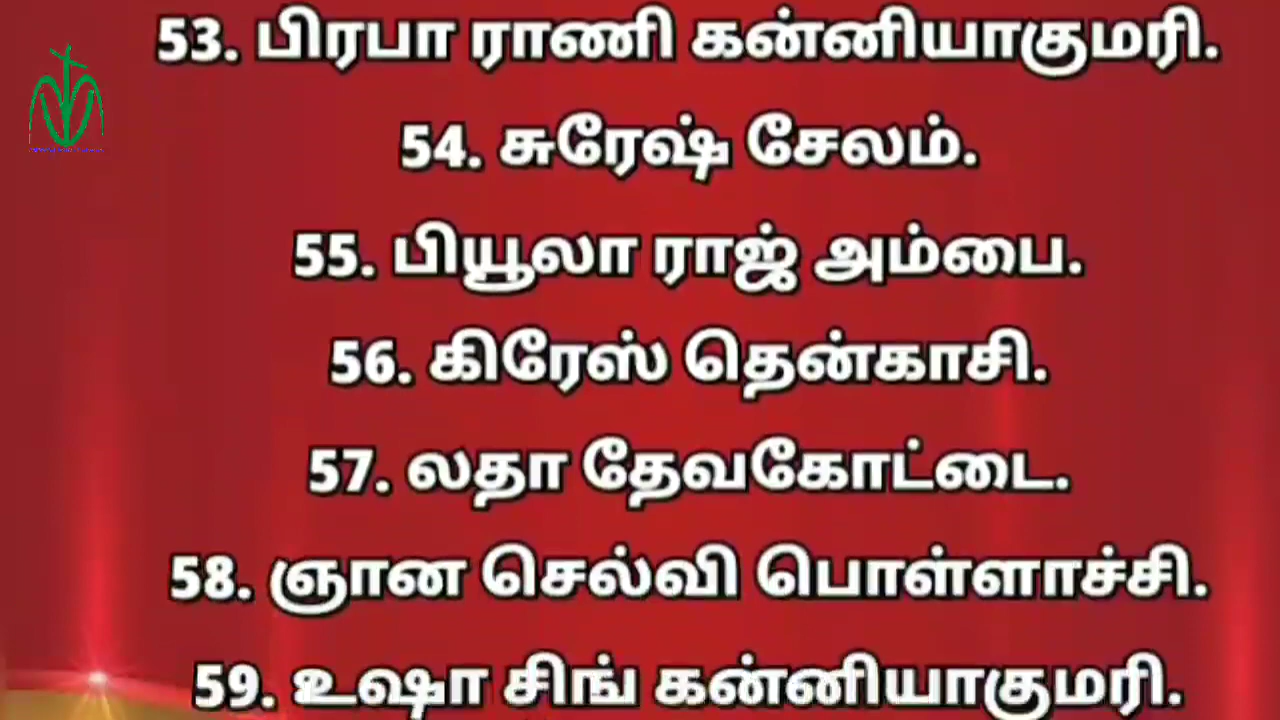 53. பிரபா ராணி கன்னியாகுமரி.
54. சுரேஷ் சேலம்.
55. பியூலா ராஜ் அம்பை.
56. கிரேஸ் தென்காசி.
57. லதா தேவகோட்டை.
58. ஞான செல்வி பொள்ளாச்சி.
59. உஷா சிங் கன்னியாகுமரி.